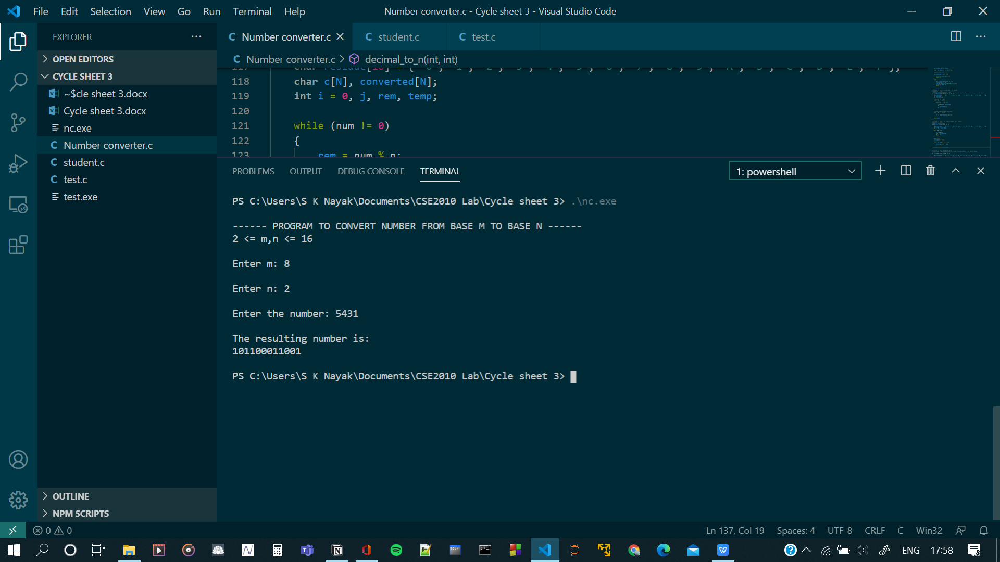 File Edit Selection View Go Run Terminal Help
Number converter.c - Cycle sheet 3 - Visual Studio Code
EXPLORER
OPEN EDITORS
CYCLE SHEET 3
~$cle sheet 3.docx
Cycle sheet 3.docx
nc.exe
Number converter.c
student.c
test.c
test.exe
OUTLINE
NPM SCRIPTS
Number converter.c student.c test.c
Number converter.c > decimal_to_n(int, int)
118 char c[N], converted[N];
119 int i = 0, j, rem, temp;
120
121 while (num != 0)
122 {
123 rem = num % n;
PROBLEMS OUTPUT DEBUG CONSOLE TERMINAL
1: powershell
PS C:\Users\S K Nayak\Documents\CSE2010 Lab\Cycle sheet 3> .\nc.exe
------ PROGRAM TO CONVERT NUMBER FROM BASE M TO BASE N ------
2 <= m,n <= 16
Enter m: 8
Enter n: 2
Enter the number: 5431
The resulting number is:
101100011001
PS C:\Users\S K Nayak\Documents\CSE2010 Lab\Cycle sheet 3>
0 0
Ln 137, Col 19 Spaces: 4 UTF-8 CRLF C Win32
ENG 17:58